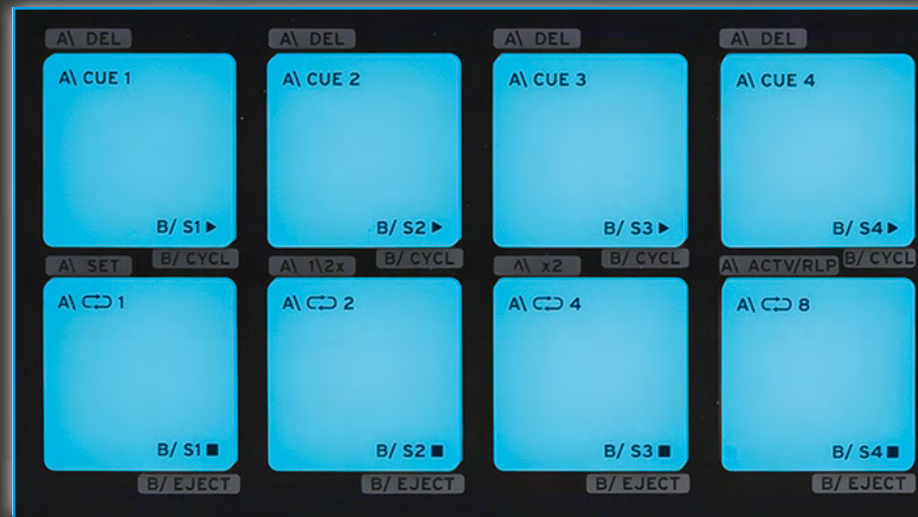 A\ DEL A\ DEL A\ DEL A\ DEL
A\ CUE 1 A\ CUE 2 A\ CUE 3 A\ CUE 4
B/ S1 ▶ B/ S2 ▶ B/ S3 ▶ B/ S4 ▶
B/ CYCL B/ CYCL B/ CYCL B/ CYCL
A\ SET A\ 1\2x A\ x2 A\ ACTV/RLP
A\ 1 A\ 2 A\ 4 A\ 8
B/ S1 ■ B/ S2 ■ B/ S3 ■ B/ S4 ■
B/ EJECT B/ EJECT B/ EJECT B/ EJECT